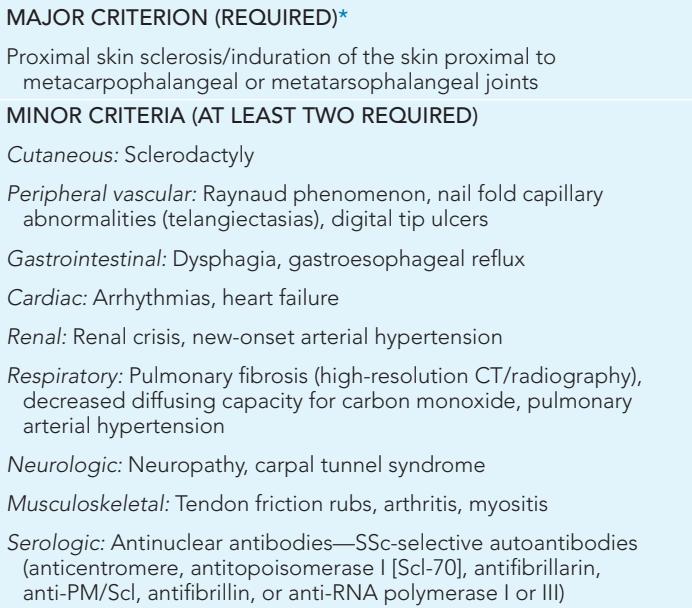 MAJOR CRITERION (REQUIRED)*
Proximal skin sclerosis/induration of the skin proximal to
metacarpophalangeal or metatarsophalangeal joints
MINOR CRITERIA (AT LEAST TWO REQUIRED)
Cutaneous: Sclerodactyly
Peripheral vascular: Raynaud phenomenon, nail fold capillary
abnormalities (telangiectasias), digital tip ulcers
Gastrointestinal: Dysphagia, gastroesophageal reflux
Cardiac: Arrhythmias, heart failure
Renal: Renal crisis, new-onset arterial hypertension
Respiratory: Pulmonary fibrosis (high-resolution CT/radiography),
decreased diffusing capacity for carbon monoxide, pulmonary
arterial hypertension
Neurologic: Neuropathy, carpal tunnel syndrome
Musculoskeletal: Tendon friction rubs, arthritis, myositis
Serologic: Antinuclear antibodies—SSc-selective autoantibodies
(anticentromere, antitopoisomerase I [Scl-70], antifibrillarin,
anti-PM/Scl, antifibrillin, or anti-RNA polymerase I or III)